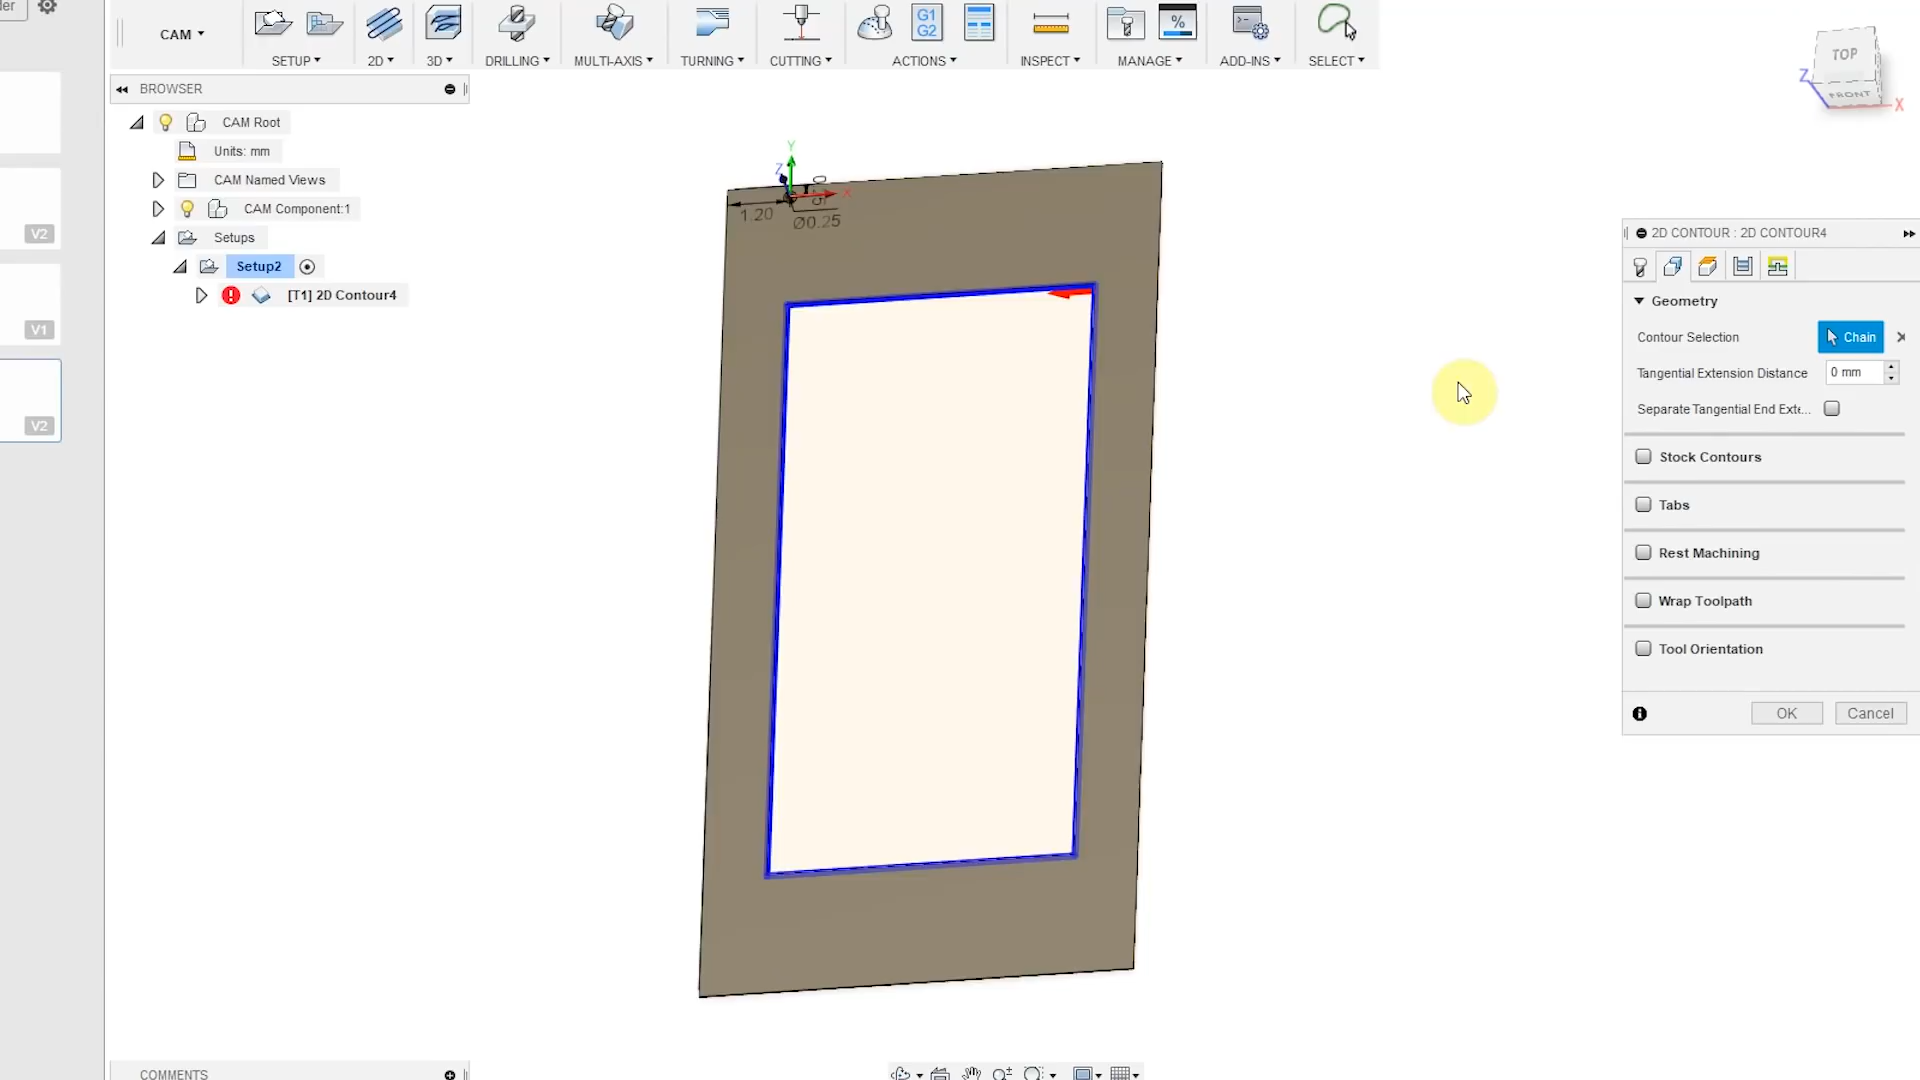 der
CAM
SETUP
2D
3D
DRILLING
MULTI-AXIS
TURNING
CUTTING
G1
G2
%
ACTIONS
INSPECT
MANAGE
ADD-INS
SELECT
TOP
FRONT
Z
X
BROWSER
CAM Root
Units: mm
CAM Named Views
CAM Component:1
Setups
Setup2
[T1] 2D Contour4
V2
V1
V2
Y
Z
X
1.20
Ø0.25
2D CONTOUR : 2D CONTOUR4
Geometry
Contour Selection
Chain
Tangential Extension Distance
0 mm
Separate Tangential End Exte...
Stock Contours
Tabs
Rest Machining
Wrap Toolpath
Tool Orientation
OK
Cancel
COMMENTS